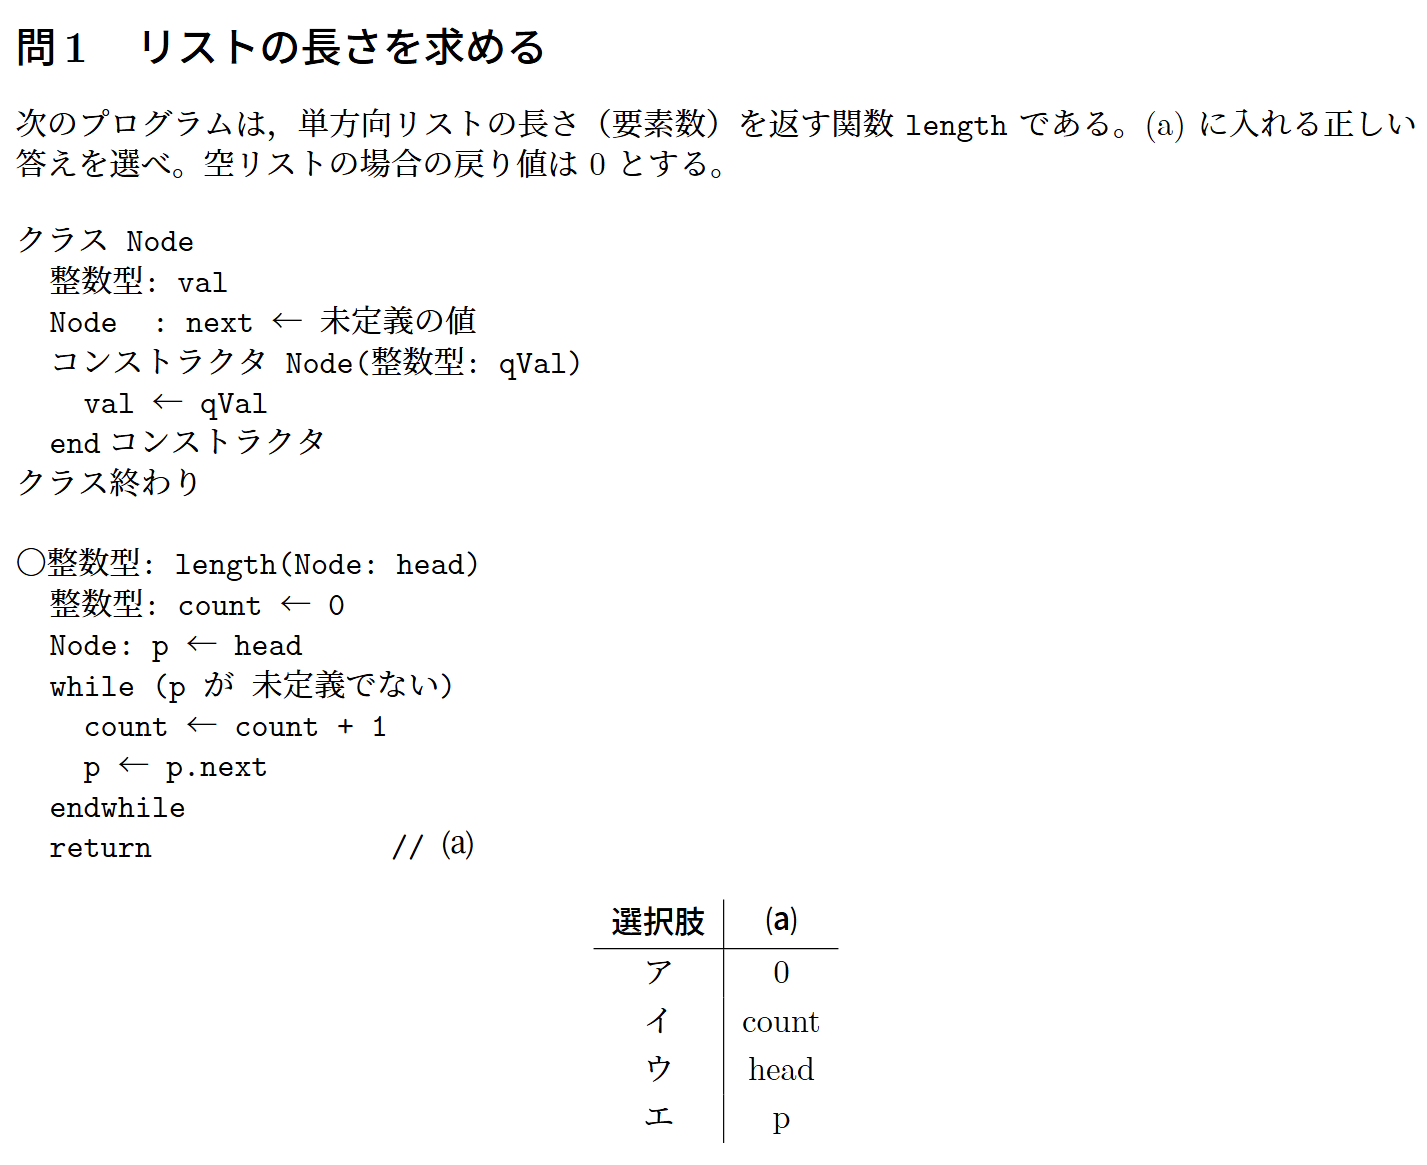 問1　リストの長さを求める
次のプログラムは，単方向リストの長さ（要素数）を返す関数 length である。(a) に入れる正しい
答えを選べ。空リストの場合の戻り値は 0 とする。
クラス Node
  整数型: val
  Node  : next ← 未定義の値
  コンストラクタ Node(整数型: qVal)
    val ← qVal
  end コンストラクタ
クラス終わり
〇整数型: length(Node: head)
  整数型: count ← 0
  Node: p ← head
  while (p が 未定義でない)
    count ← count + 1
    p ← p.next
  endwhile
  return              // (a)
選択肢 (a)
ア 0
イ count
ウ head
エ p